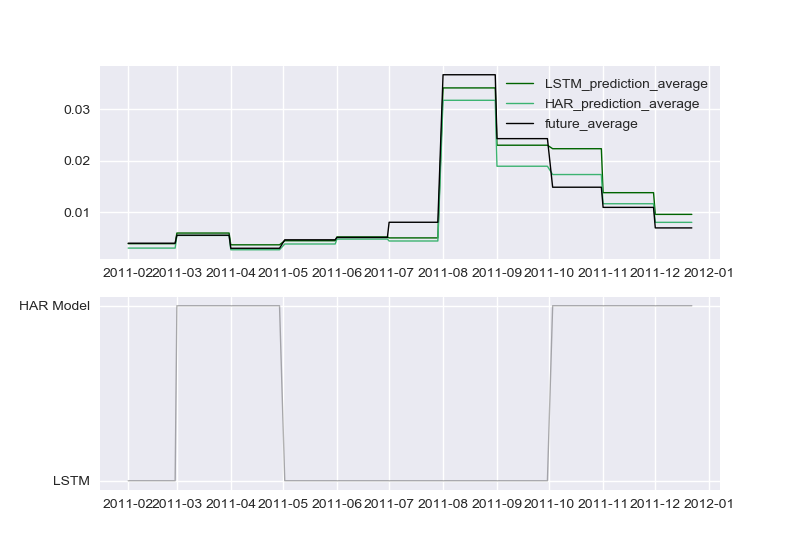 LSTM_prediction_average
HAR_prediction_average
future_average
0.03
0.02
0.01
2011-02 2011-03 2011-04 2011-05 2011-06 2011-07 2011-08 2011-09 2011-10 2011-11 2011-12 2012-01
HAR Model
LSTM
2011-02 2011-03 2011-04 2011-05 2011-06 2011-07 2011-08 2011-09 2011-10 2011-11 2011-12 2012-01